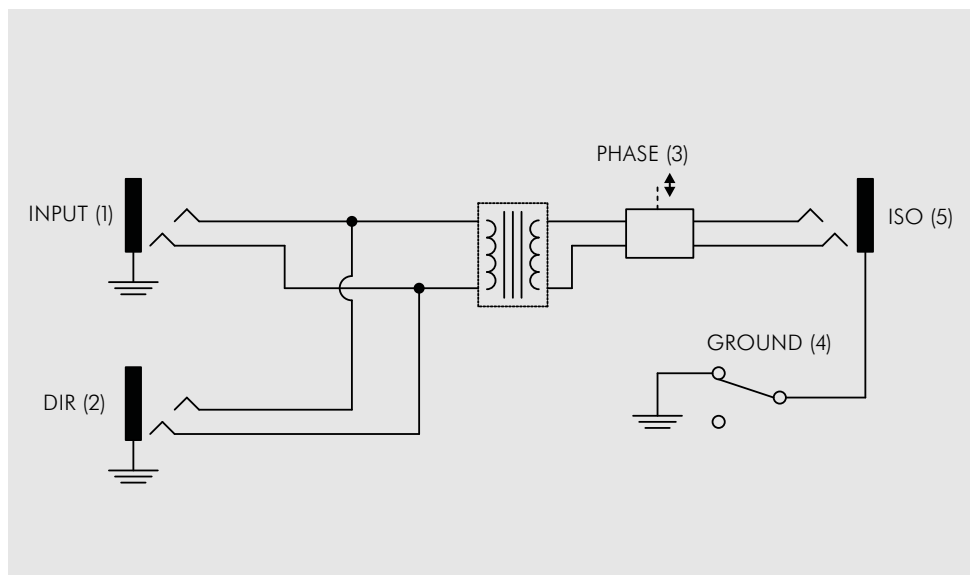 PHASE (3)
INPUT (1)
ISO (5)
GROUND (4)
DIR (2)